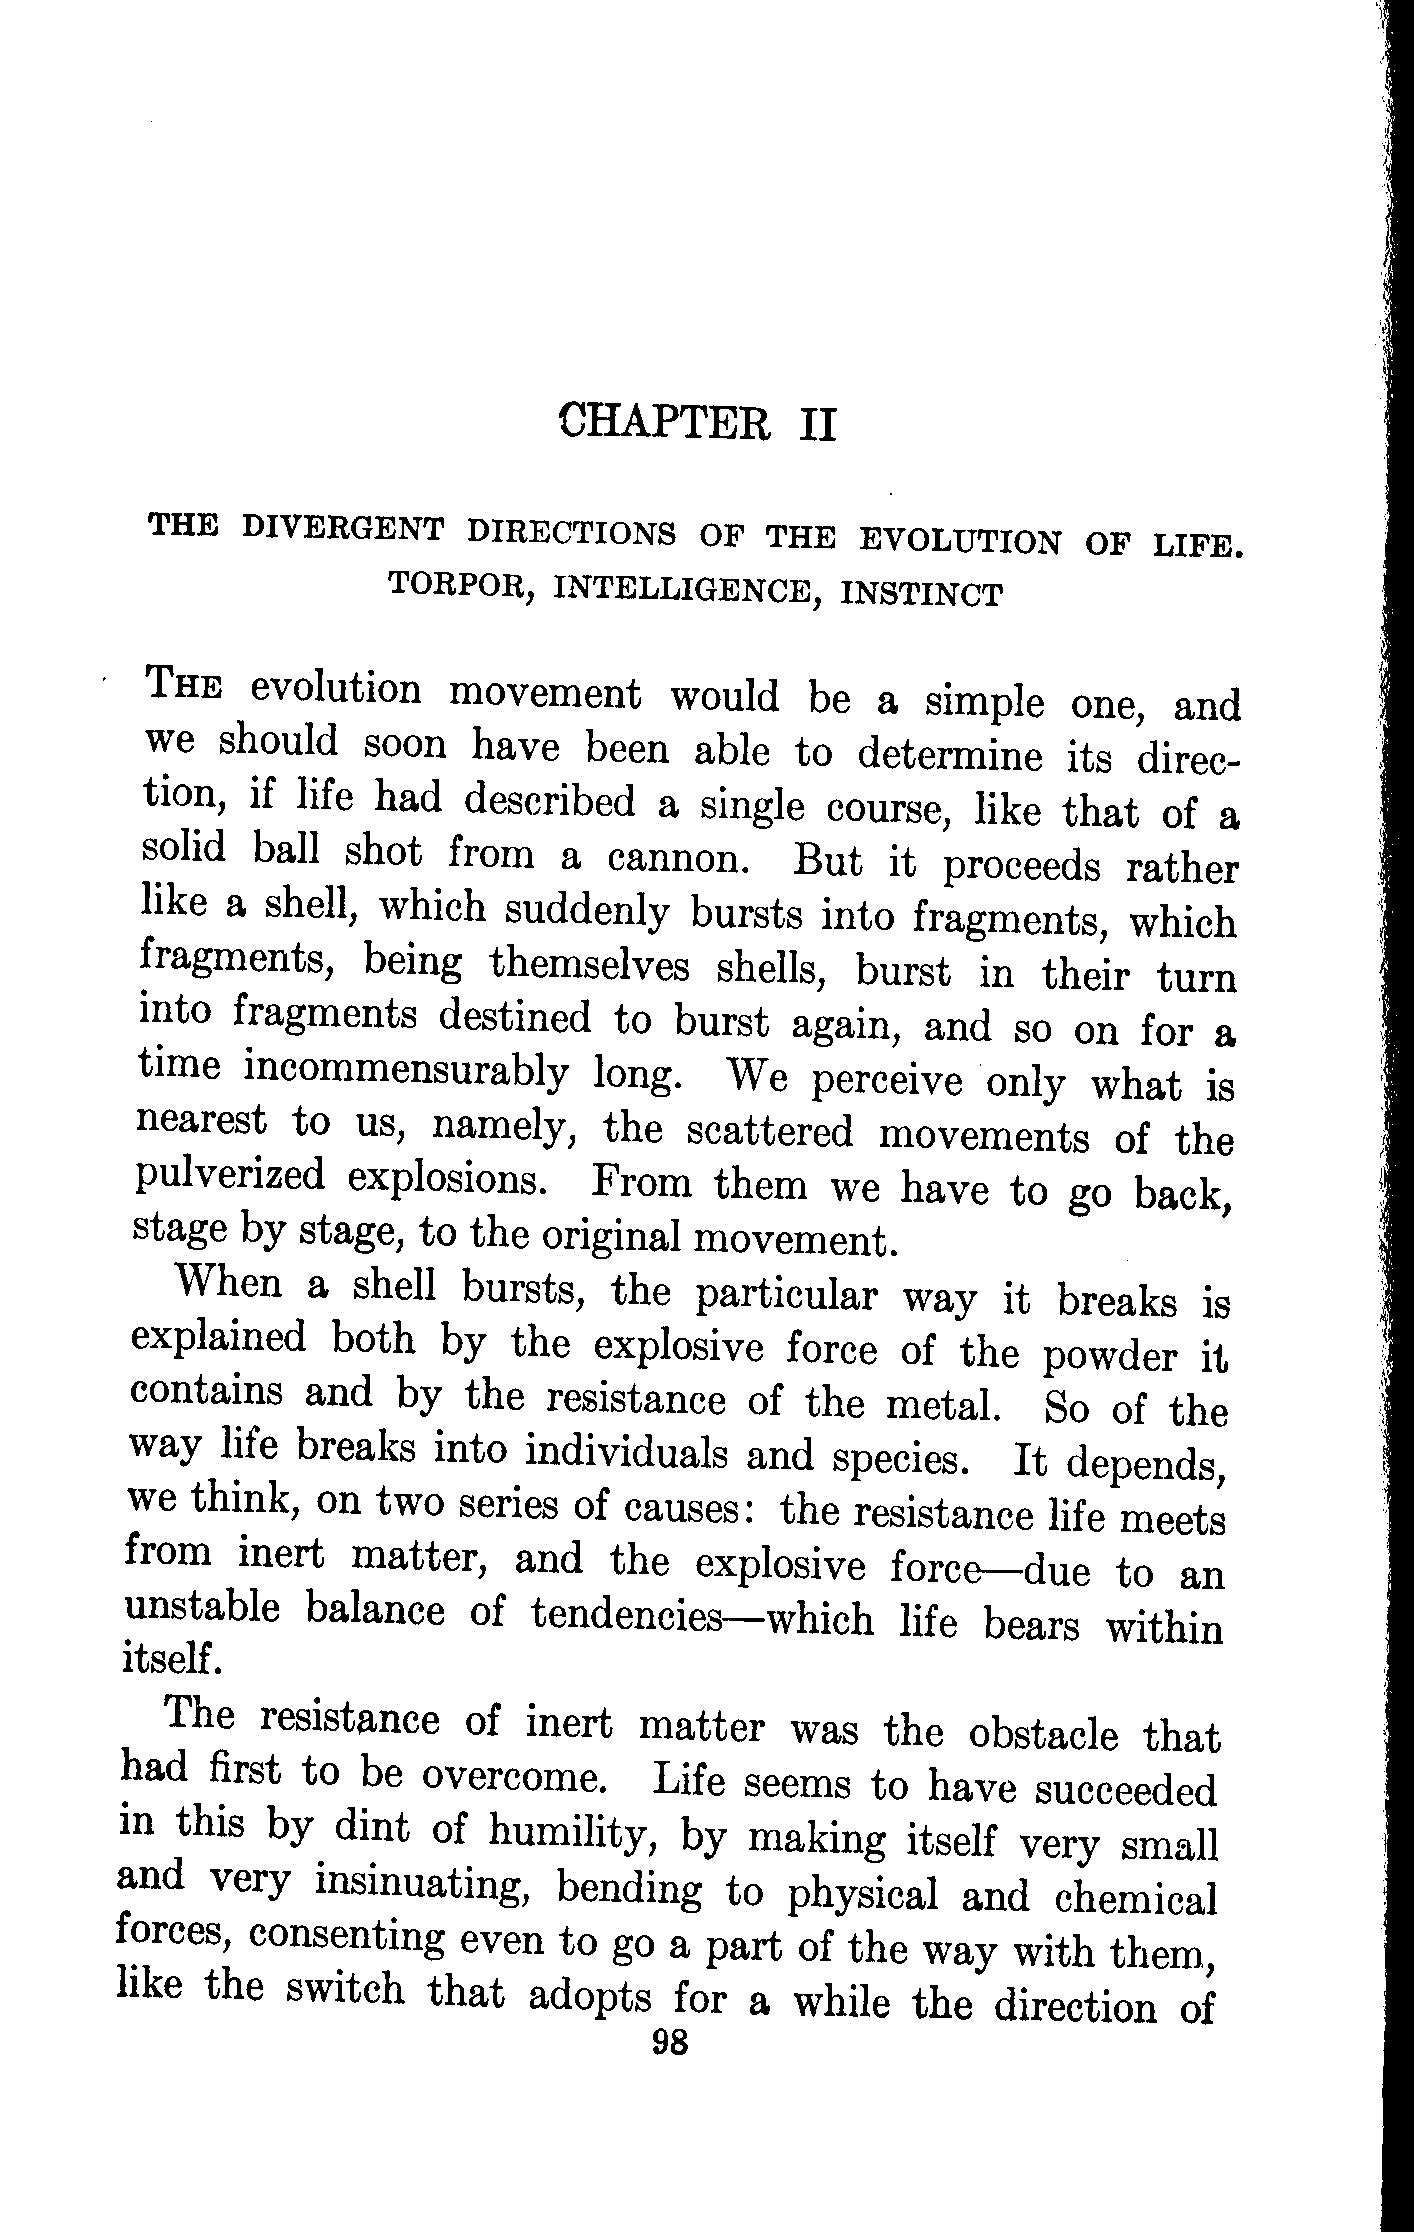 CHAPTER II
THE DIVERGENT DIRECTIONS OF THE EVOLUTION OF LIFE.
TORPOR, INTELLIGENCE, INSTINCT
THE evolution movement would be a simple one, and
we should soon have been able to determine its direc-
tion, if life had described a single course, like that of a
solid ball shot from a cannon. But it proceeds rather
like a shell, which suddenly bursts into fragments, which
fragments, being themselves shells, burst in their turn
into fragments destined to burst again, and so on for a
time incommensurably long. We perceive only what is
nearest to us, namely, the scattered movements of the
pulverized explosions. From them we have to go back,
stage by stage, to the original movement.
When a shell bursts, the particular way it breaks is
explained both by the explosive force of the powder it
contains and by the resistance of the metal. So of the
way life breaks into individuals and species. It depends,
we think, on two series of causes: the resistance life meets
from inert matter, and the explosive force—due to an
unstable balance of tendencies—which life bears within
itself.
The resistance of inert matter was the obstacle that
had first to be overcome. Life seems to have succeeded
in this by dint of humility, by making itself very small
and very insinuating, bending to physical and chemical
forces, consenting even to go a part of the way with them,
like the switch that adopts for a while the direction of
98